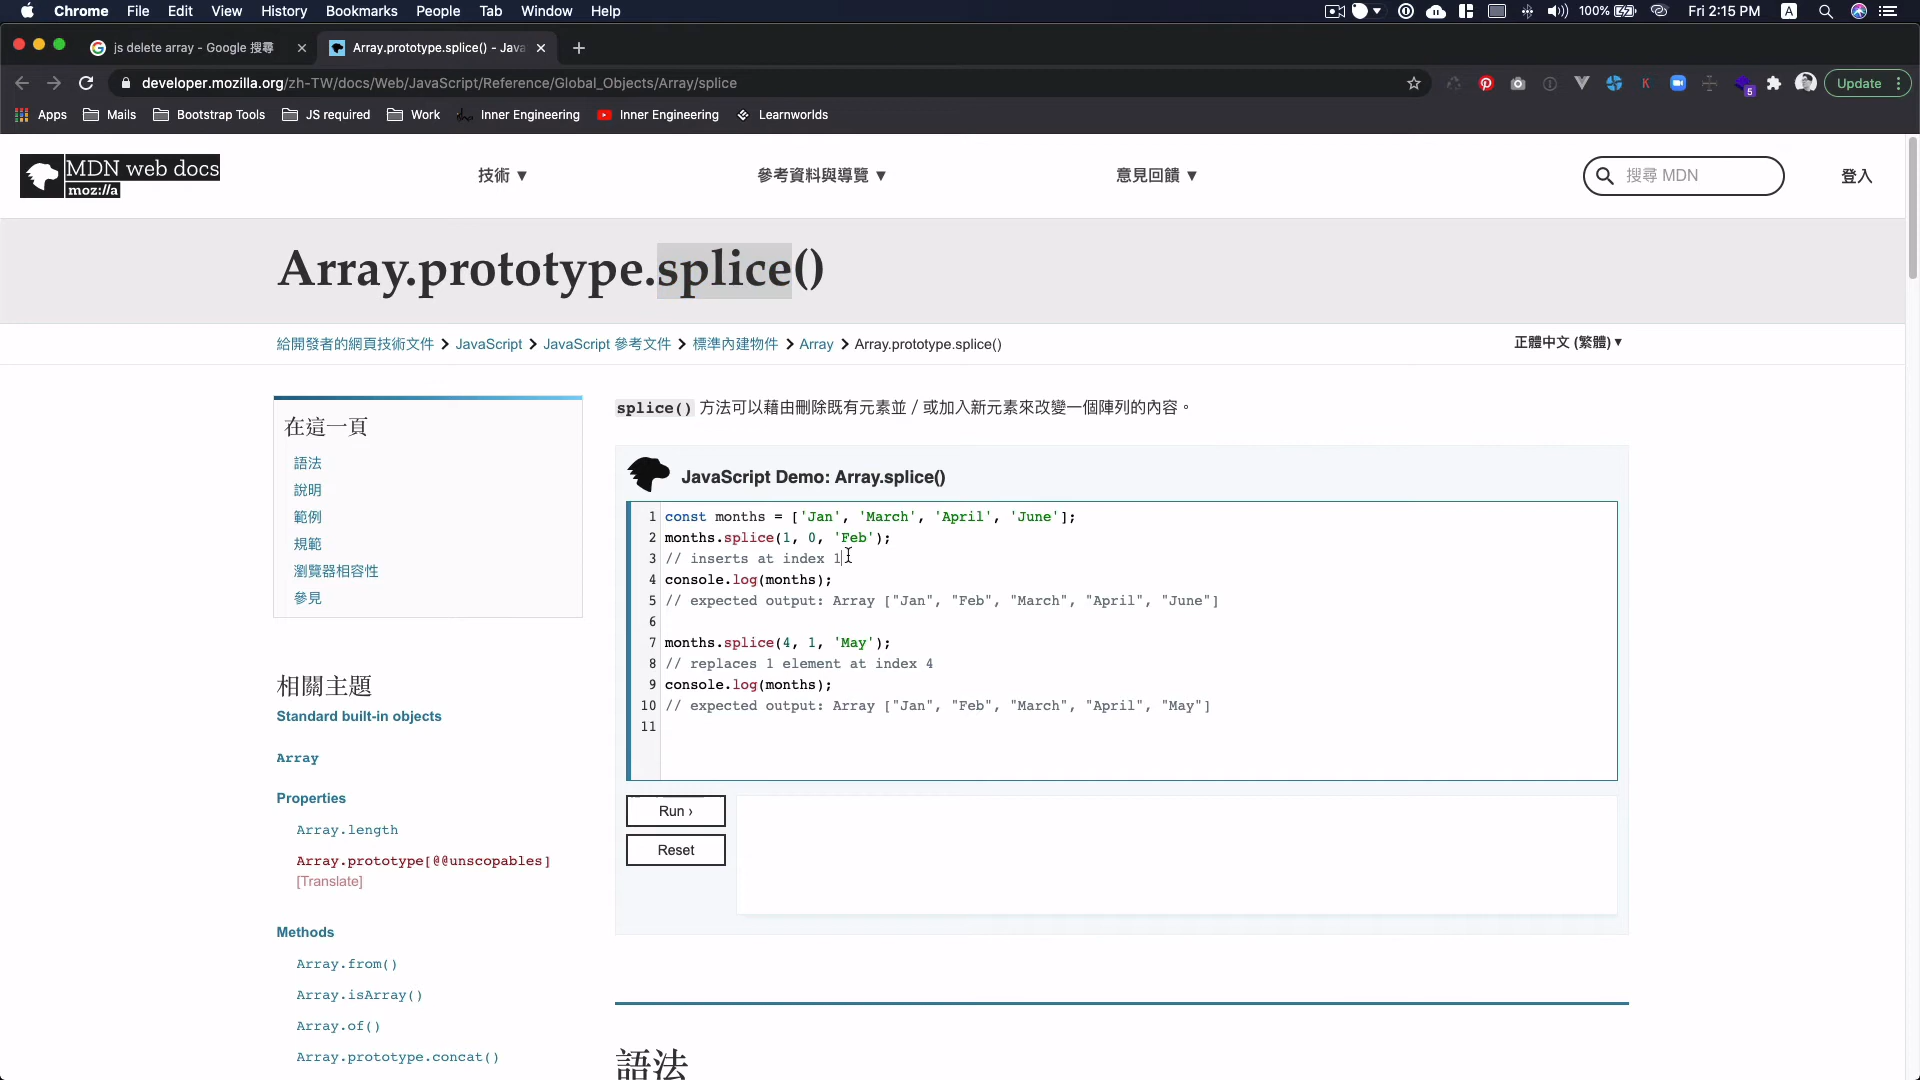 Chrome File Edit View History Bookmarks People Tab Window Help 100% Fri 2:15 PM A
js delete array - Google 搜尋 Array.prototype.splice() - Java
developer.mozilla.org/zh-TW/docs/Web/JavaScript/Reference/Global_Objects/Array/splice K 5 Update
Apps Mails Bootstrap Tools JS required Work Inner Engineering Inner Engineering Learnworlds
MDN web docs
moz://a
技術 ▼ 參考資料與導覽 ▼ 意見回饋 ▼ 搜尋 MDN 登入
Array.prototype.splice()
給開發者的網頁技術文件 JavaScript JavaScript 參考文件 標準內建物件 Array Array.prototype.splice() 正體中文 (繁體) ▼
在這一頁
語法
說明
範例
規範
瀏覽器相容性
參見
相關主題
Standard built-in objects
Array
Properties
Array.length
Array.prototype[@@unscopables]
[Translate]
Methods
Array.from()
Array.isArray()
Array.of()
Array.prototype.concat()
splice() 方法可以藉由刪除既有元素並／或加入新元素來改變一個陣列的內容。
JavaScript Demo: Array.splice()
1 const months = ['Jan', 'March', 'April', 'June'];
2 months.splice(1, 0, 'Feb');
3 // inserts at index 1
4 console.log(months);
5 // expected output: Array ["Jan", "Feb", "March", "April", "June"]
6
7 months.splice(4, 1, 'May');
8 // replaces 1 element at index 4
9 console.log(months);
10 // expected output: Array ["Jan", "Feb", "March", "April", "May"]
11
Run ›
Reset
語法